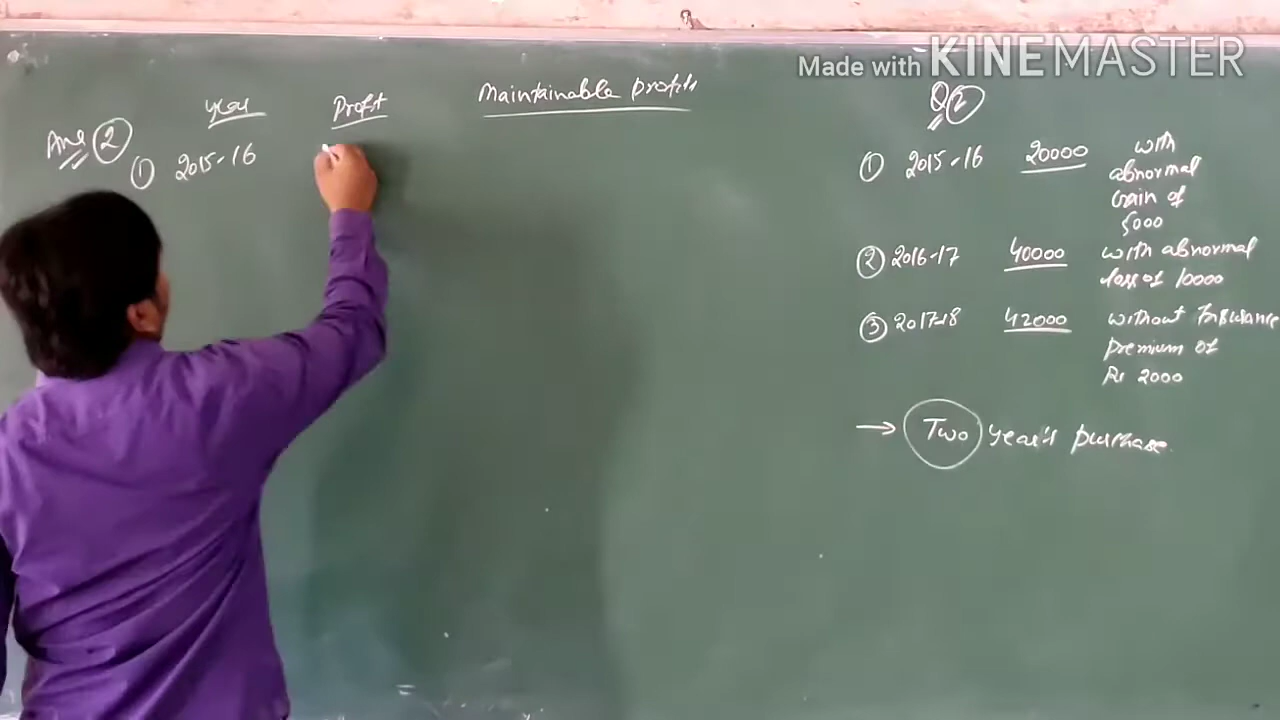 Made with KINEMASTER
Year Profit Maintainable profits
Ans 2
① 2015-16
Q②
① 2015-16 20000 with
abnormal
Gain of
5000
② 2016-17 40000 with abnormal
loss of 10000
③ 2017-18 42000 without Insurance
premium of
Rs 2000
→ Two year's purchase